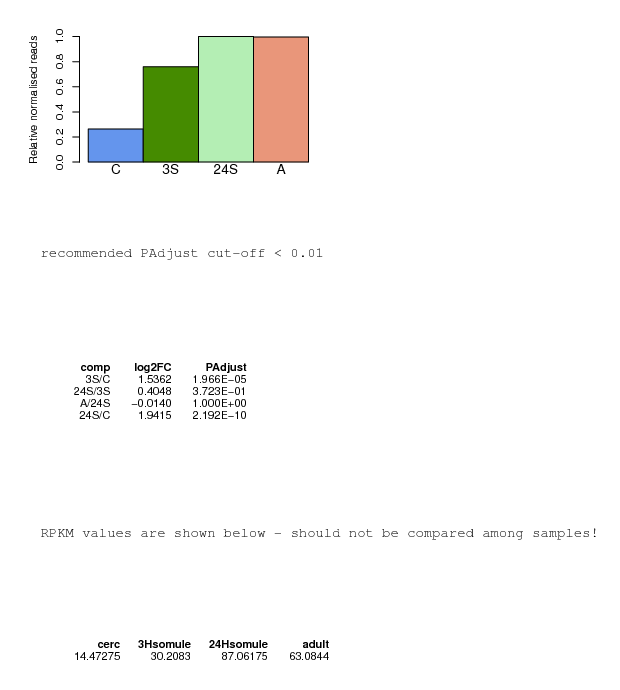 Relative normalised reads
1.0
0.8
0.6
0.4
0.2
0.0
C 3S 24S A
recommended PAdjust cut-off < 0.01
comp log2FC PAdjust
3S/C 1.5362 1.966E−05
24S/3S 0.4048 3.723E−01
A/24S −0.0140 1.000E+00
24S/C 1.9415 2.192E−10
RPKM values are shown below - should not be compared among samples!
cerc 3Hsomule 24Hsomule adult
14.47275 30.2083 87.06175 63.0844